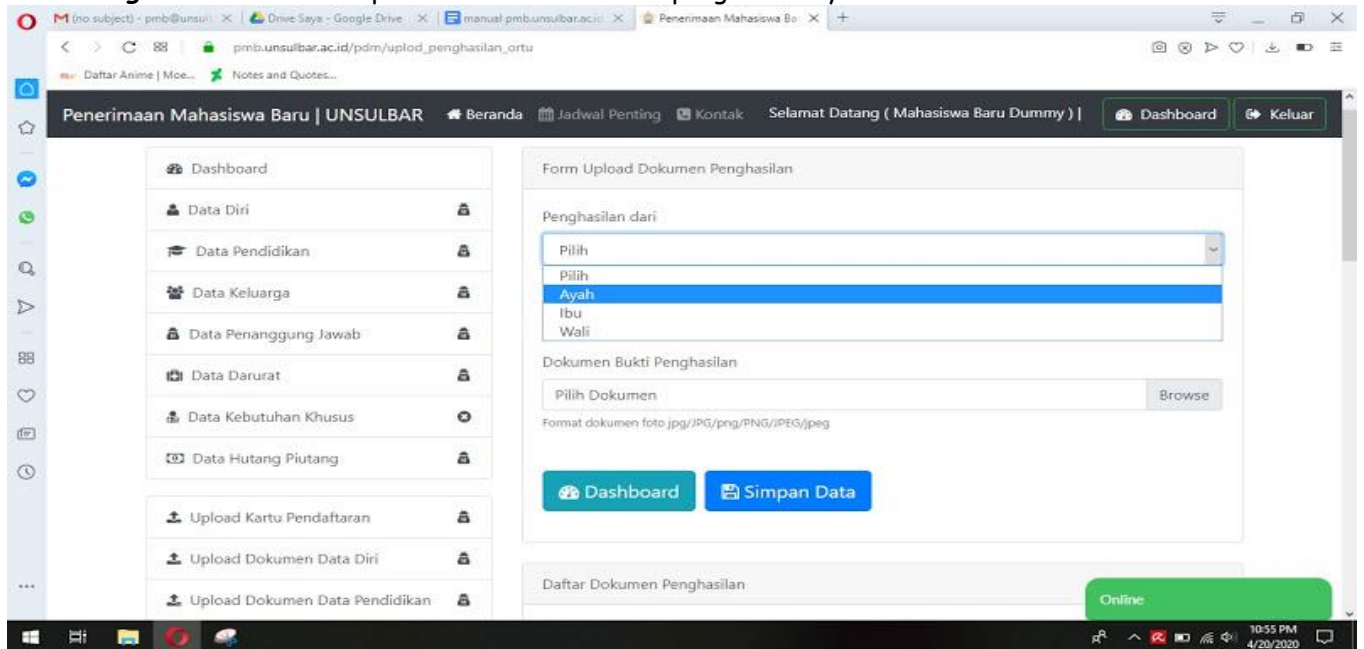 M (no subject) - pmb@unsul
Drive Saya - Google Drive
manual pmb.unsulbar.ac.id
Penerimaan Mahasiswa Ba
pmb.unsulbar.ac.id/pdm/uplod_penghasilan_ortu
Daftar Anime | Moe...
Notes and Quotes...
Penerimaan Mahasiswa Baru | UNSULBAR
Beranda
Jadwal Penting
Kontak
Selamat Datang ( Mahasiswa Baru Dummy ) |
Dashboard
Keluar
Dashboard
Data Diri
Data Pendidikan
Data Keluarga
Data Penanggung Jawab
Data Darurat
Data Kebutuhan Khusus
Data Hutang Piutang
Upload Kartu Pendaftaran
Upload Dokumen Data Diri
Upload Dokumen Data Pendidikan
Form Upload Dokumen Penghasilan
Penghasilan dari
Pilih
Pilih
Ayah
Ibu
Wali
Dokumen Bukti Penghasilan
Pilih Dokumen
Browse
Format dokumen foto jpg/JPG/png/PNG/JPEG/jpeg
Dashboard
Simpan Data
Daftar Dokumen Penghasilan
Online
10:55 PM
4/20/2020